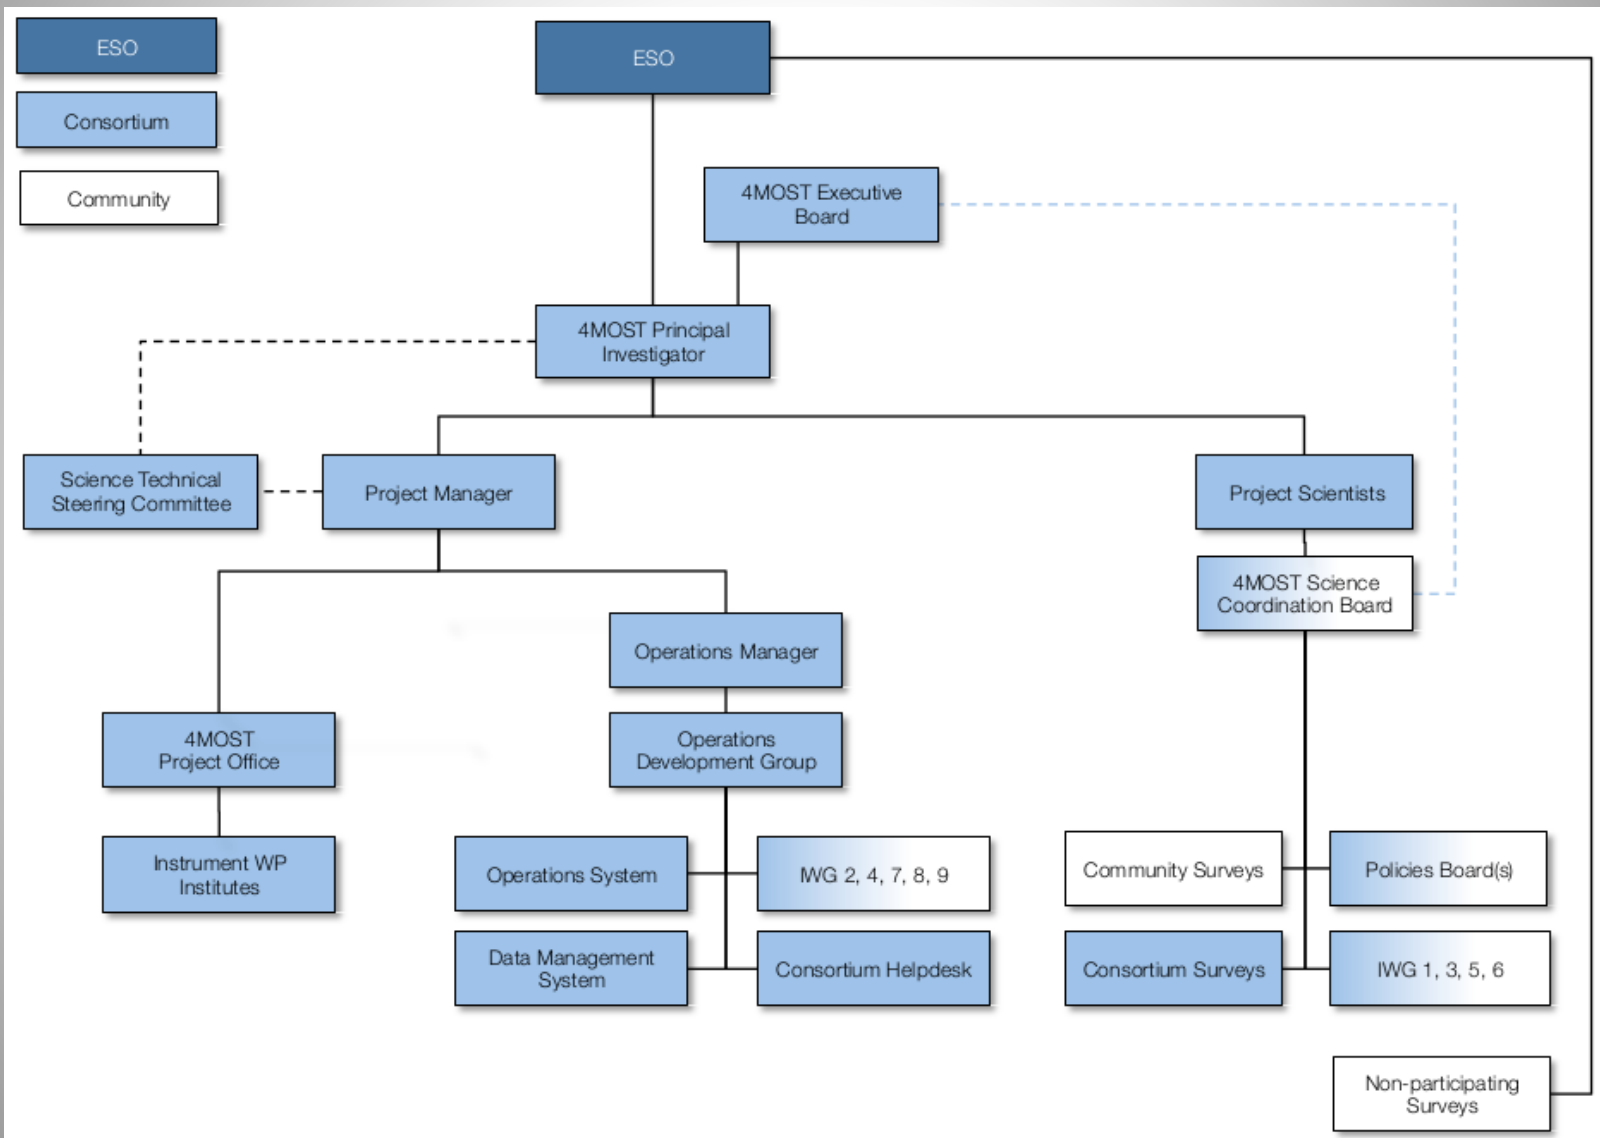 ESO
Consortium
Community
ESO
4MOST Executive
Board
4MOST Principal
Investigator
Science Technical
Steering Committee
Project Manager
Project Scientists
4MOST Science
Coordination Board
Operations Manager
4MOST
Project Office
Operations
Development Group
Instrument WP
Institutes
Operations System
IWG 2, 4, 7, 8, 9
Data Management
System
Consortium Helpdesk
Community Surveys
Policies Board(s)
Consortium Surveys
IWG 1, 3, 5, 6
Non-participating
Surveys